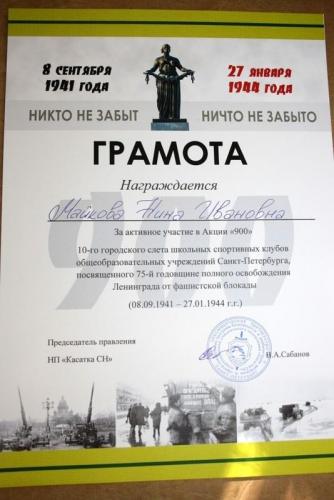 8 СЕНТЯБРЯ
1941 ГОДА
27 ЯНВАРЯ
1944 ГОДА
НИКТО НЕ ЗАБЫТ
НИЧТО НЕ ЗАБЫТО
ГРАМОТА
Награждается
Майкова Нина Ивановна
За активное участие в Акции «900»
10-го городского слета школьных спортивных клубов
общеобразовательных учреждений Санкт-Петербурга,
посвященного 75-й годовщине полного освобождения
Ленинграда от фашистской блокады
(08.09.1941 – 27.01.1944 г.г.)
900
Председатель правления
НП «Касатка СН»
В.А.Сабанов